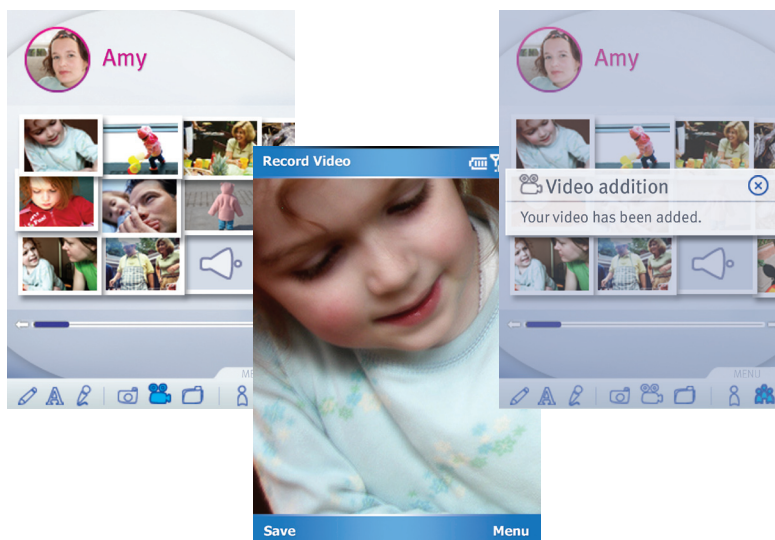 Amy
Record Video
Save
Menu
Amy
Video addition
Your video has been added.
MENU